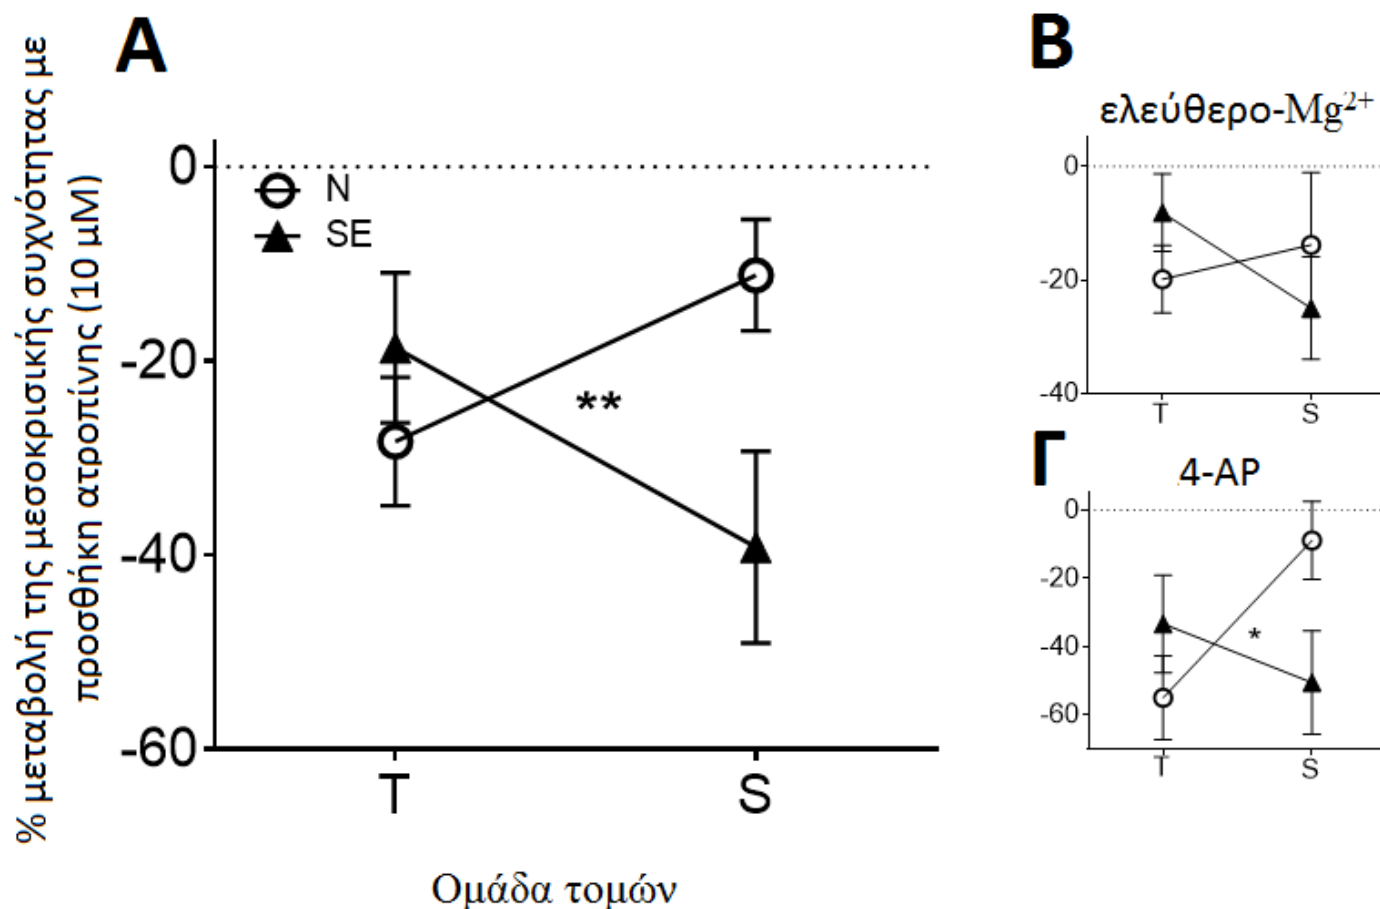 % μεταβολή της μεσοκρισικής συχνότητας με
προσθήκη ατροπίνης (10 μM)
A
0
-20
-40
-60
N
SE
**
T
S
Ομάδα τομών
B
ελεύθερο-Mg²⁺
0
-20
-40
T
S
Γ
4-AP
0
-20
-40
-60
*
T
S